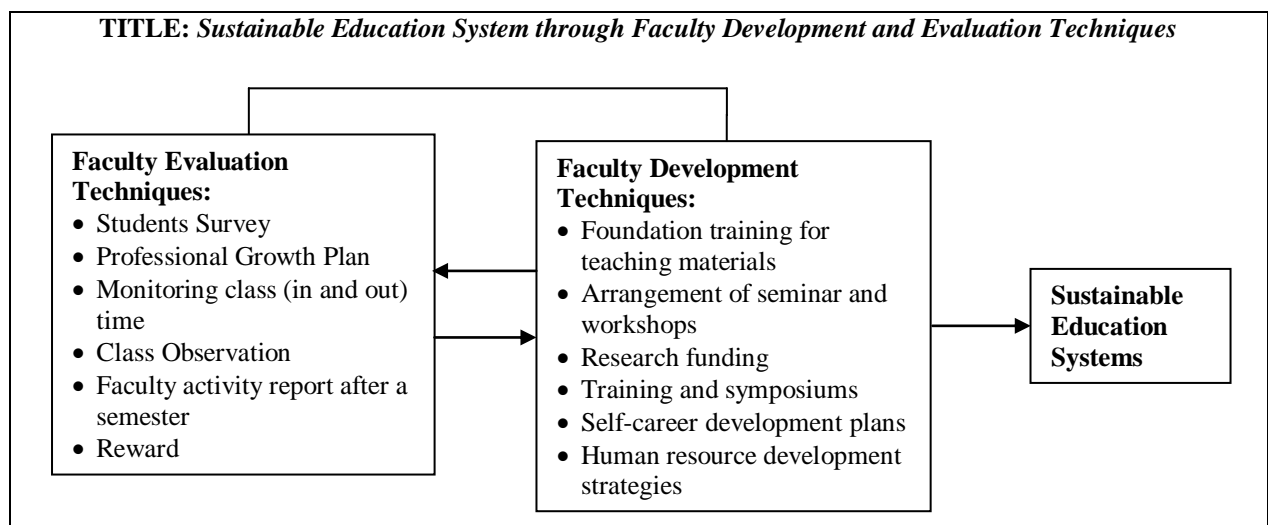 TITLE: Sustainable Education System through Faculty Development and Evaluation Techniques
Faculty Evaluation
Techniques:
• Students Survey
• Professional Growth Plan
• Monitoring class (in and out)
time
• Class Observation
• Faculty activity report after a
semester
• Reward
Faculty Development
Techniques:
• Foundation training for
teaching materials
• Arrangement of seminar and
workshops
• Research funding
• Training and symposiums
• Self-career development plans
• Human resource development
strategies
Sustainable
Education
Systems